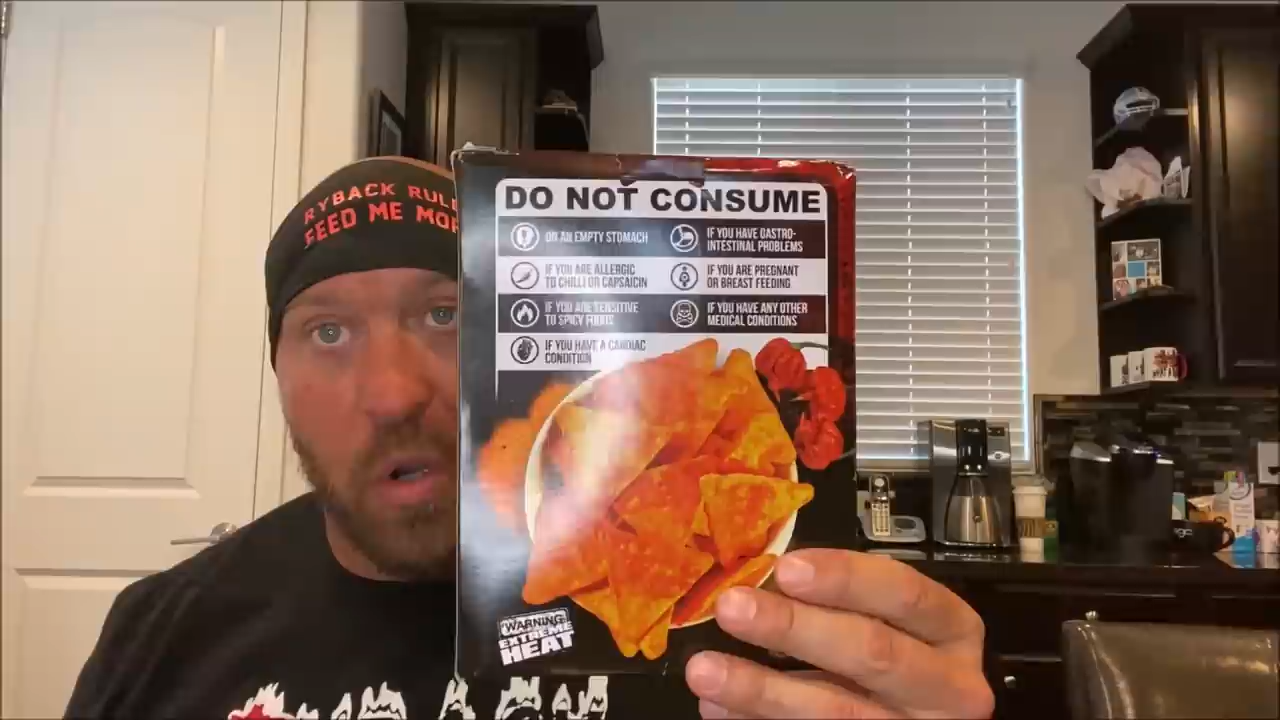 RYBACK RUL
FEED ME MOR
DO NOT CONSUME
ON AN EMPTY STOMACH
IF YOU HAVE GASTRO-
INTESTINAL PROBLEMS
IF YOU ARE ALLERGIC
TO CHILLI OR CAPSAICIN
IF YOU ARE PREGNANT
OR BREAST FEEDING
IF YOU ARE SENSITIVE
TO SPICY FOODS
IF YOU HAVE ANY OTHER
MEDICAL CONDITIONS
IF YOU HAVE A CARDIAC
CONDITION
WARNING
EXTREME
HEAT